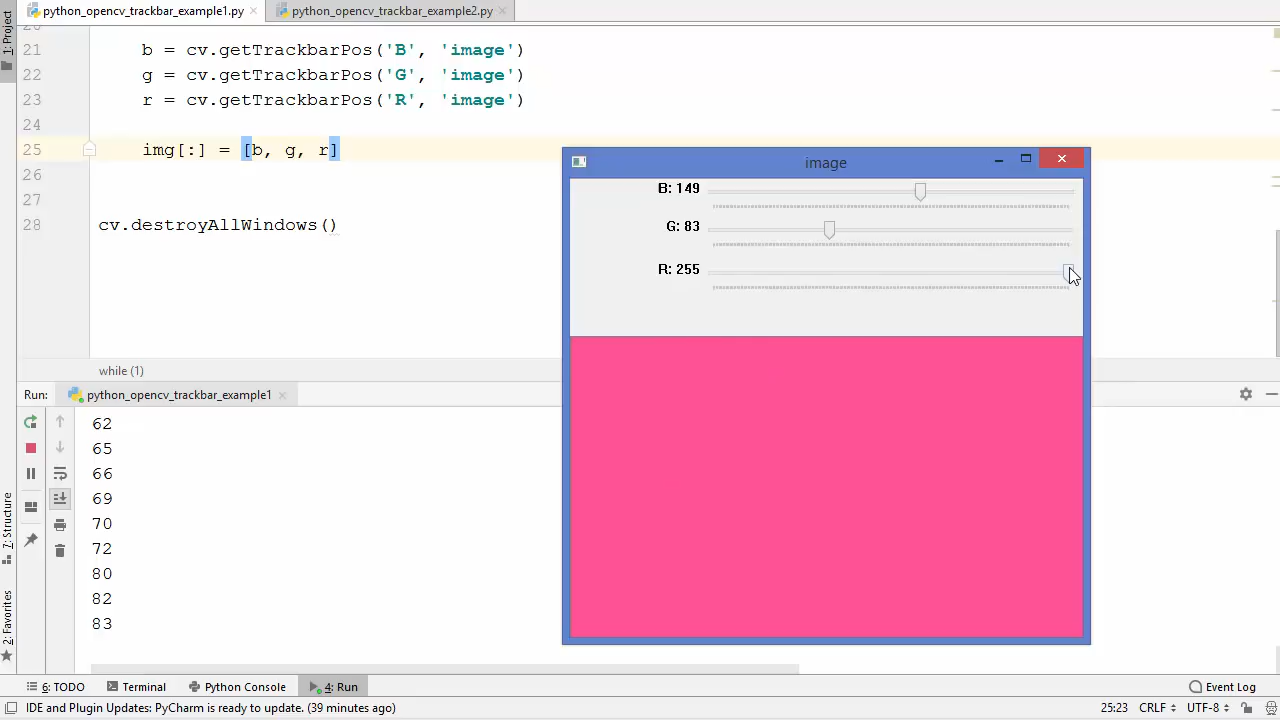 python_opencv_trackbar_example1.py
python_opencv_trackbar_example2.py
1: Project
21 b = cv.getTrackbarPos('B', 'image')
22 g = cv.getTrackbarPos('G', 'image')
23 r = cv.getTrackbarPos('R', 'image')
24
25 img[:] = [b, g, r]
26
27
28 cv.destroyAllWindows()
while (1)
image
B: 149
G: 83
R: 255
Run: python_opencv_trackbar_example1
62
65
66
69
70
72
80
82
83
7: Structure
2: Favorites
6: TODO Terminal Python Console 4: Run Event Log
IDE and Plugin Updates: PyCharm is ready to update. (39 minutes ago) 25:23 CRLF UTF-8